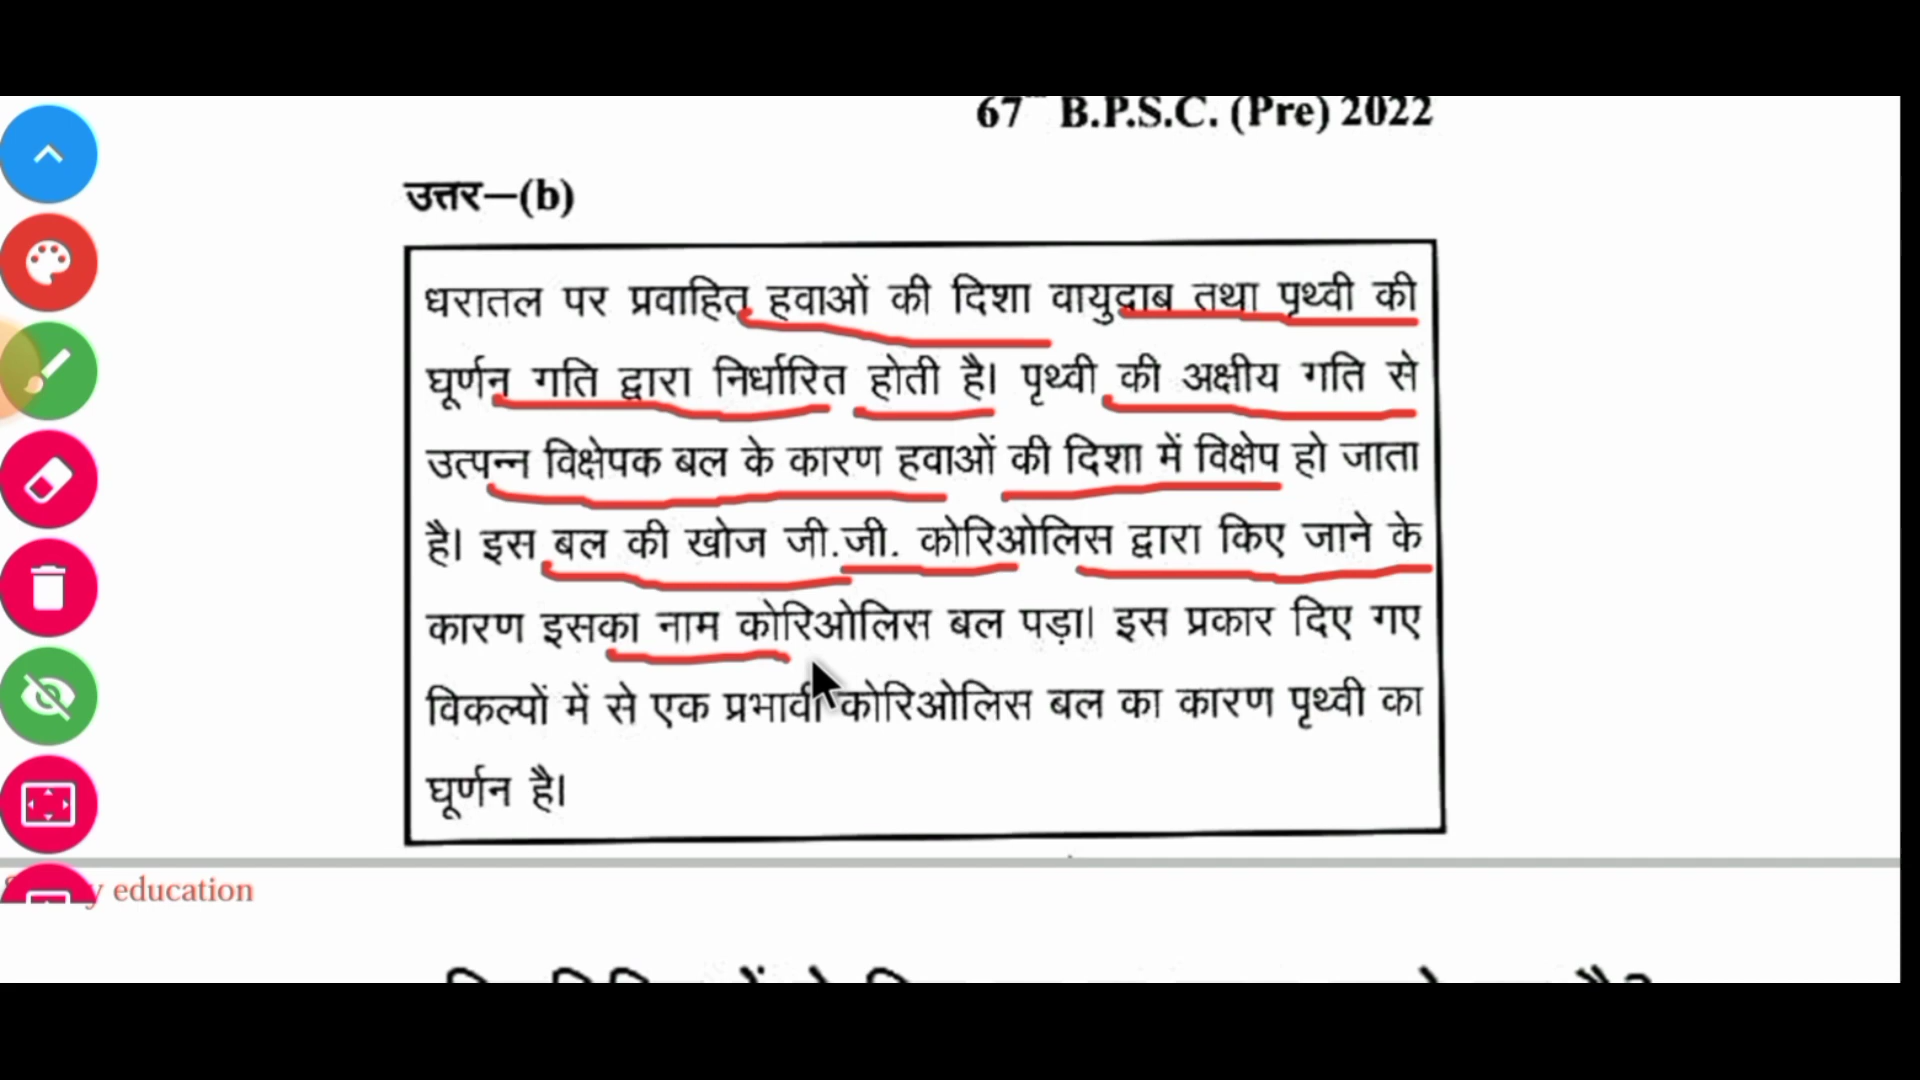 67 B.P.S.C. (Pre) 2022
उत्तर—(b)
धरातल पर प्रवाहित हवाओं की दिशा वायुदाब तथा पृथ्वी की
घूर्णन गति द्वारा निर्धारित होती है। पृथ्वी की अक्षीय गति से
उत्पन्न विक्षेपक बल के कारण हवाओं की दिशा में विक्षेप हो जाता
है। इस बल की खोज जी.जी. कोरिओलिस द्वारा किए जाने के
कारण इसका नाम कोरिओलिस बल पड़ा। इस प्रकार दिए गए
विकल्पों में से एक प्रभावी कोरिओलिस बल का कारण पृथ्वी का
घूर्णन है।
education